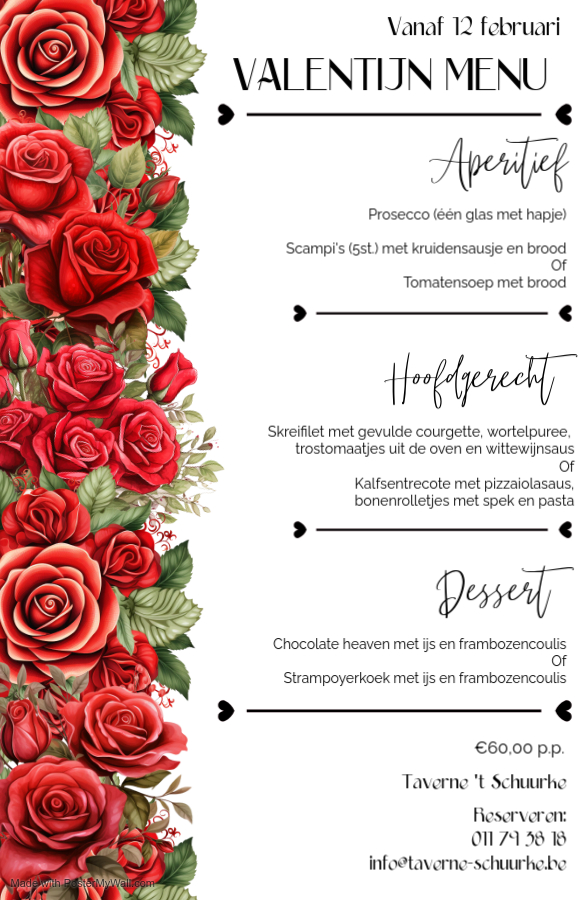 Vanaf 12 februari
VALENTIJN MENU
Aperitief
Prosecco (één glas met hapje)
Scampi's (5st.) met kruidensausje en brood
Of
Tomatensoep met brood
Hoofdgerecht
Skreifilet met gevulde courgette, wortelpuree,
trostomaatjes uit de oven en wittewijnsaus
Of
Kalfsentrecote met pizzaiolasaus,
bonenrolletjes met spek en pasta
Dessert
Chocolate heaven met ijs en frambozencoulis
Of
Strampoyerkoek met ijs en frambozencoulis
€60,00 p.p.
Taverne 't Schuurke
Reserveren:
011 79 38 18
info@taverne-schuurke.be
Made with PosterMyWall.com